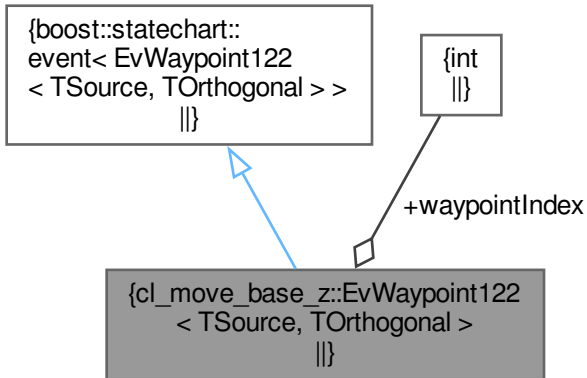 {boost::statechart::
event< EvWaypoint122
< TSource, TOrthogonal > >
||}
{int
||}
+waypointIndex
{cl_move_base_z::EvWaypoint122
< TSource, TOrthogonal >
||}